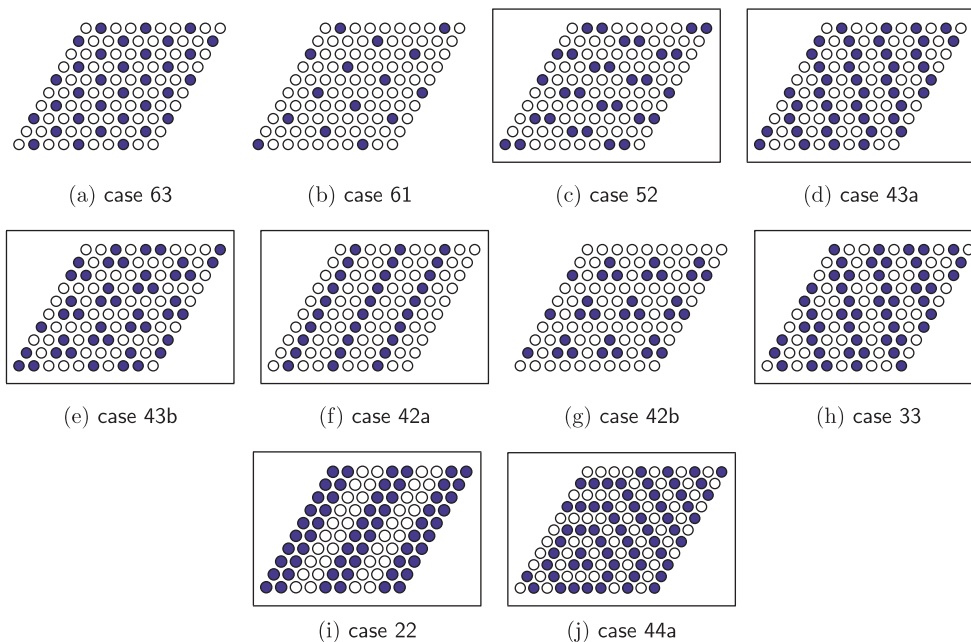 (a) case 63 (b) case 61 (c) case 52 (d) case 43a
(e) case 43b (f) case 42a (g) case 42b (h) case 33
(i) case 22 (j) case 44a